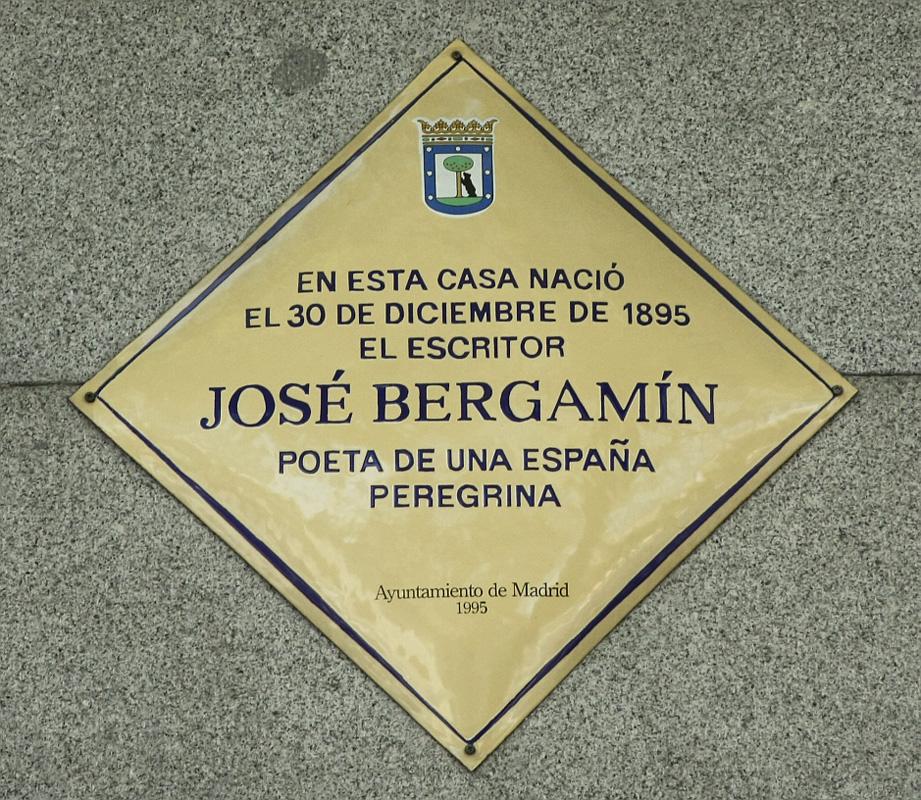 EN ESTA CASA NACIÓ
EL 30 DE DICIEMBRE DE 1895
EL ESCRITOR
JOSÉ BERGAMÍN
POETA DE UNA ESPAÑA
PEREGRINA
Ayuntamiento de Madrid
1995